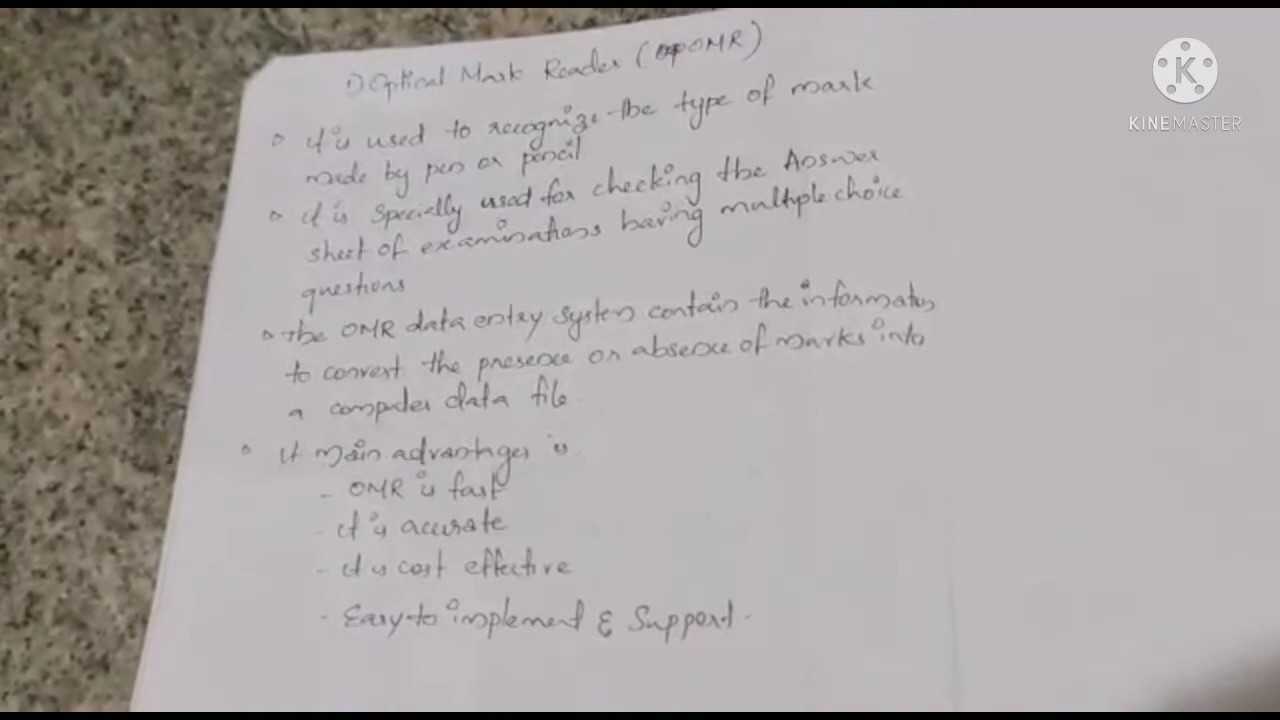 1) Optical Mark Reader (OMR)
K
KINEMASTER
◦ it is used to recognize the type of mark
made by pen or pencil
◦ it is specially used for checking the Answer
sheet of examinations having multiple choice
questions
◦ The OMR data entry system contain the information
to convert the presence or absence of marks into
a computer data file.
◦ it main advantages is
- OMR is fast
- it is accurate
- it is cost effective
- Easy to implement & Support.